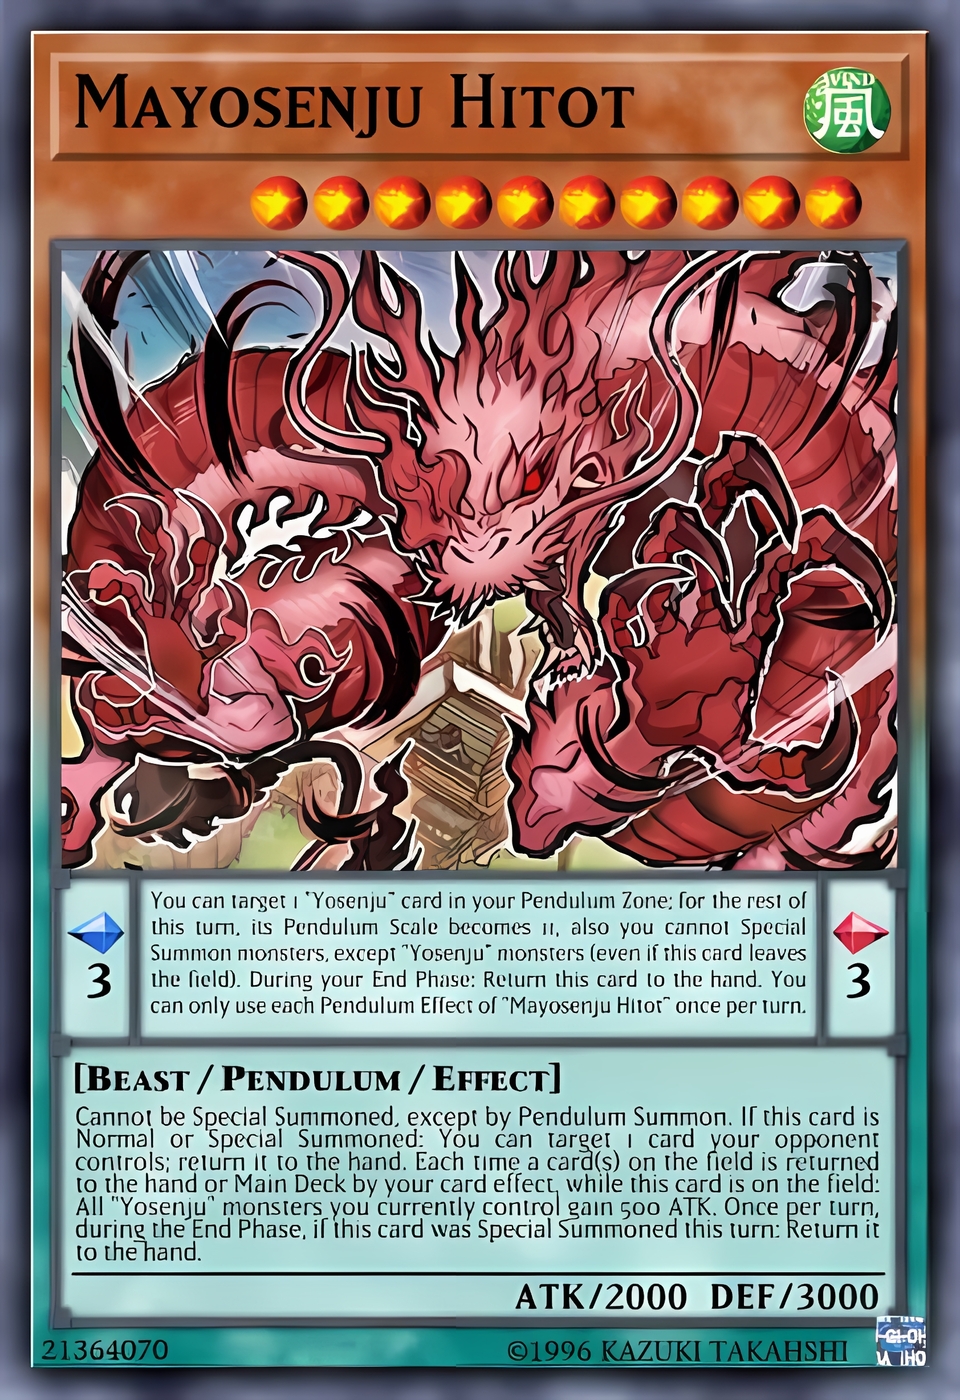 MAYOSENJU HITOT
WIND
風
You can target 1 "Yosenju" card in your Pendulum Zone; for the rest of
this turn, its Pendulum Scale becomes 11, also you cannot Special
Summon monsters, except "Yosenju" monsters (even if this card leaves
the field). During your End Phase: Return this card to the hand. You
can only use each Pendulum Effect of "Mayosenju Hitot" once per turn.
3
3
[BEAST / PENDULUM / EFFECT]
Cannot be Special Summoned, except by Pendulum Summon. If this card is
Normal or Special Summoned: You can target 1 card your opponent
controls; return it to the hand. Each time a card(s) on the field is returned
to the hand or Main Deck by your card effect, while this card is on the field:
All "Yosenju" monsters you currently control gain 500 ATK. Once per turn,
during the End Phase, if this card was Special Summoned this turn: Return it
to the hand.
ATK/2000 DEF/3000
21364070
©1996 KAZUKI TAKAHSHI